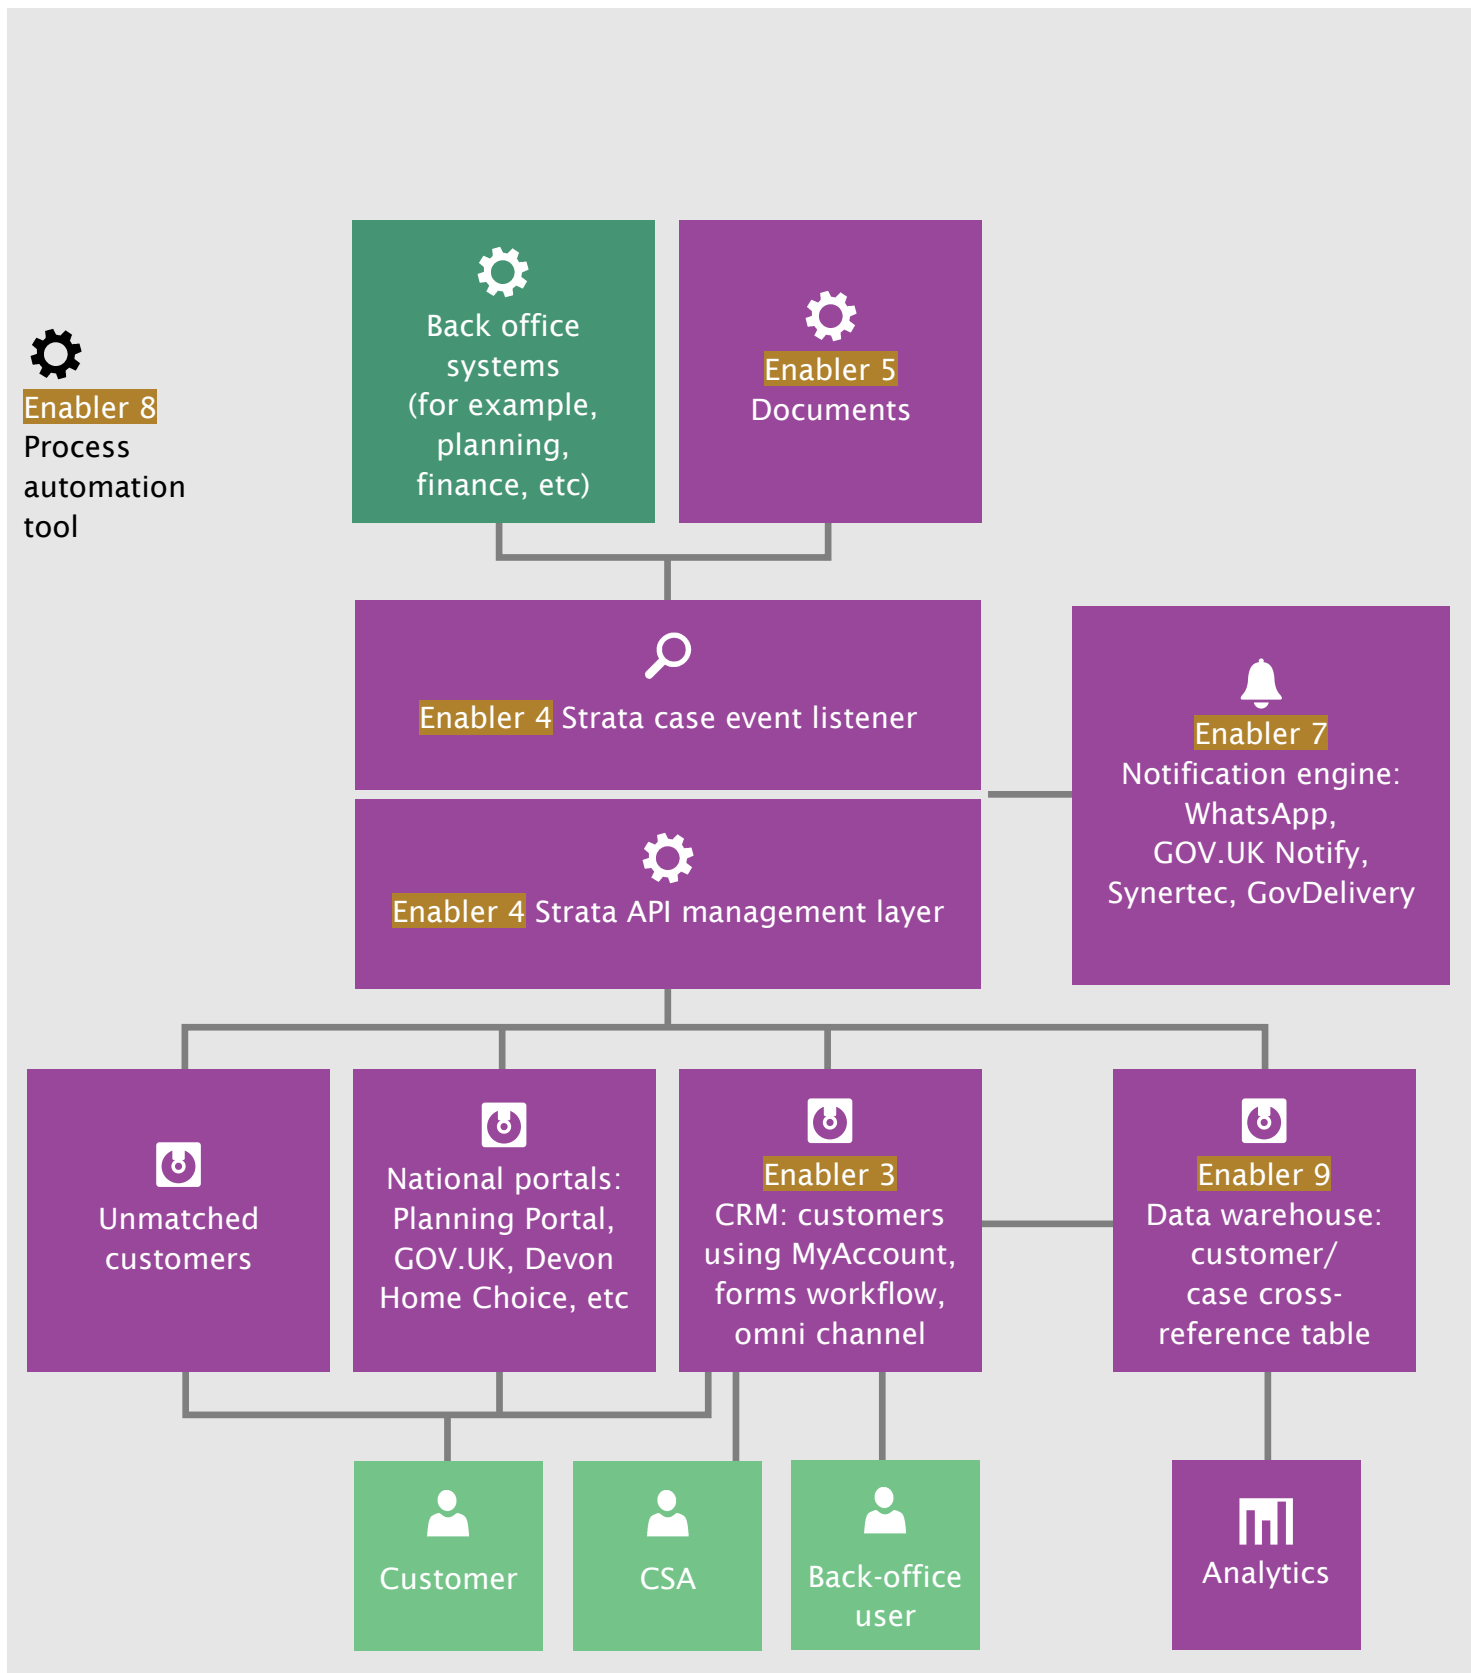 Back office
systems
(for example,
planning,
finance, etc)
Enabler 5
Documents
Enabler 8
Process
automation
tool
Enabler 4 Strata case event listener
Enabler 4 Strata API management layer
Enabler 7
Notification engine:
WhatsApp,
GOV.UK Notify,
Synertec, GovDelivery
Unmatched
customers
National portals:
Planning Portal,
GOV.UK, Devon
Home Choice, etc
Enabler 3
CRM: customers
using MyAccount,
forms workflow,
omni channel
Enabler 9
Data warehouse:
customer/
case cross-
reference table
Customer
CSA
Back-office
user
Analytics